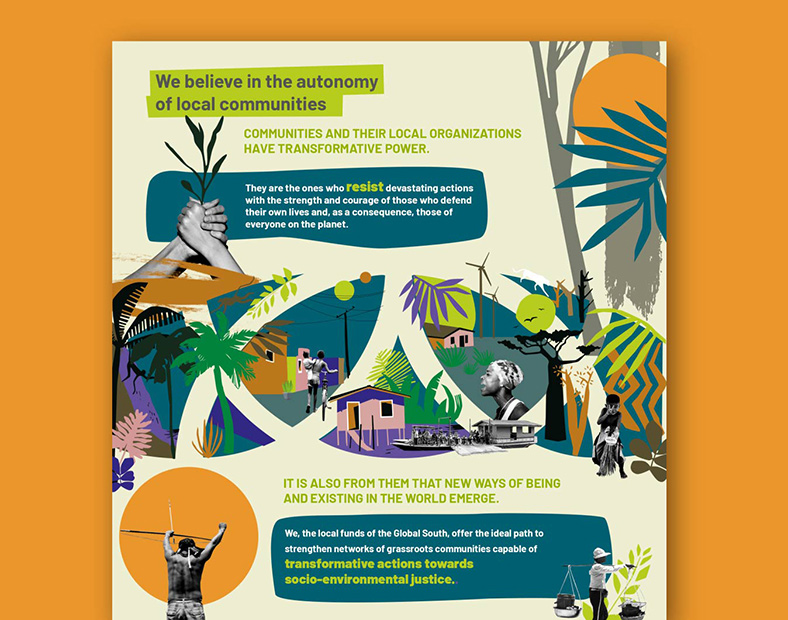 We believe in the autonomy
of local communities
COMMUNITIES AND THEIR LOCAL ORGANIZATIONS
HAVE TRANSFORMATIVE POWER.
They are the ones who resist devastating actions
with the strength and courage of those who defend
their own lives and, as a consequence, those of
everyone on the planet.
IT IS ALSO FROM THEM THAT NEW WAYS OF BEING
AND EXISTING IN THE WORLD EMERGE.
We, the local funds of the Global South, offer the ideal path to
strengthen networks of grassroots communities capable of
transformative actions towards
socio-environmental justice.